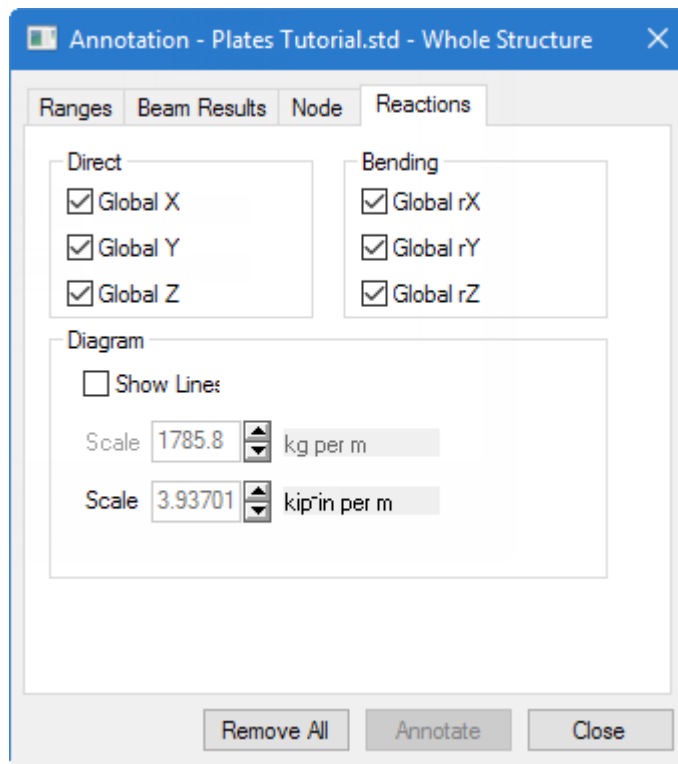 Annotation - Plates Tutorial.std - Whole Structure
Ranges Beam Results Node Reactions
Direct
Global X
Global Y
Global Z
Bending
Global rX
Global rY
Global rZ
Diagram
Show Lines
Scale 1785.8 kg per m
Scale 3.93701 kip-in per m
Remove All Annotate Close